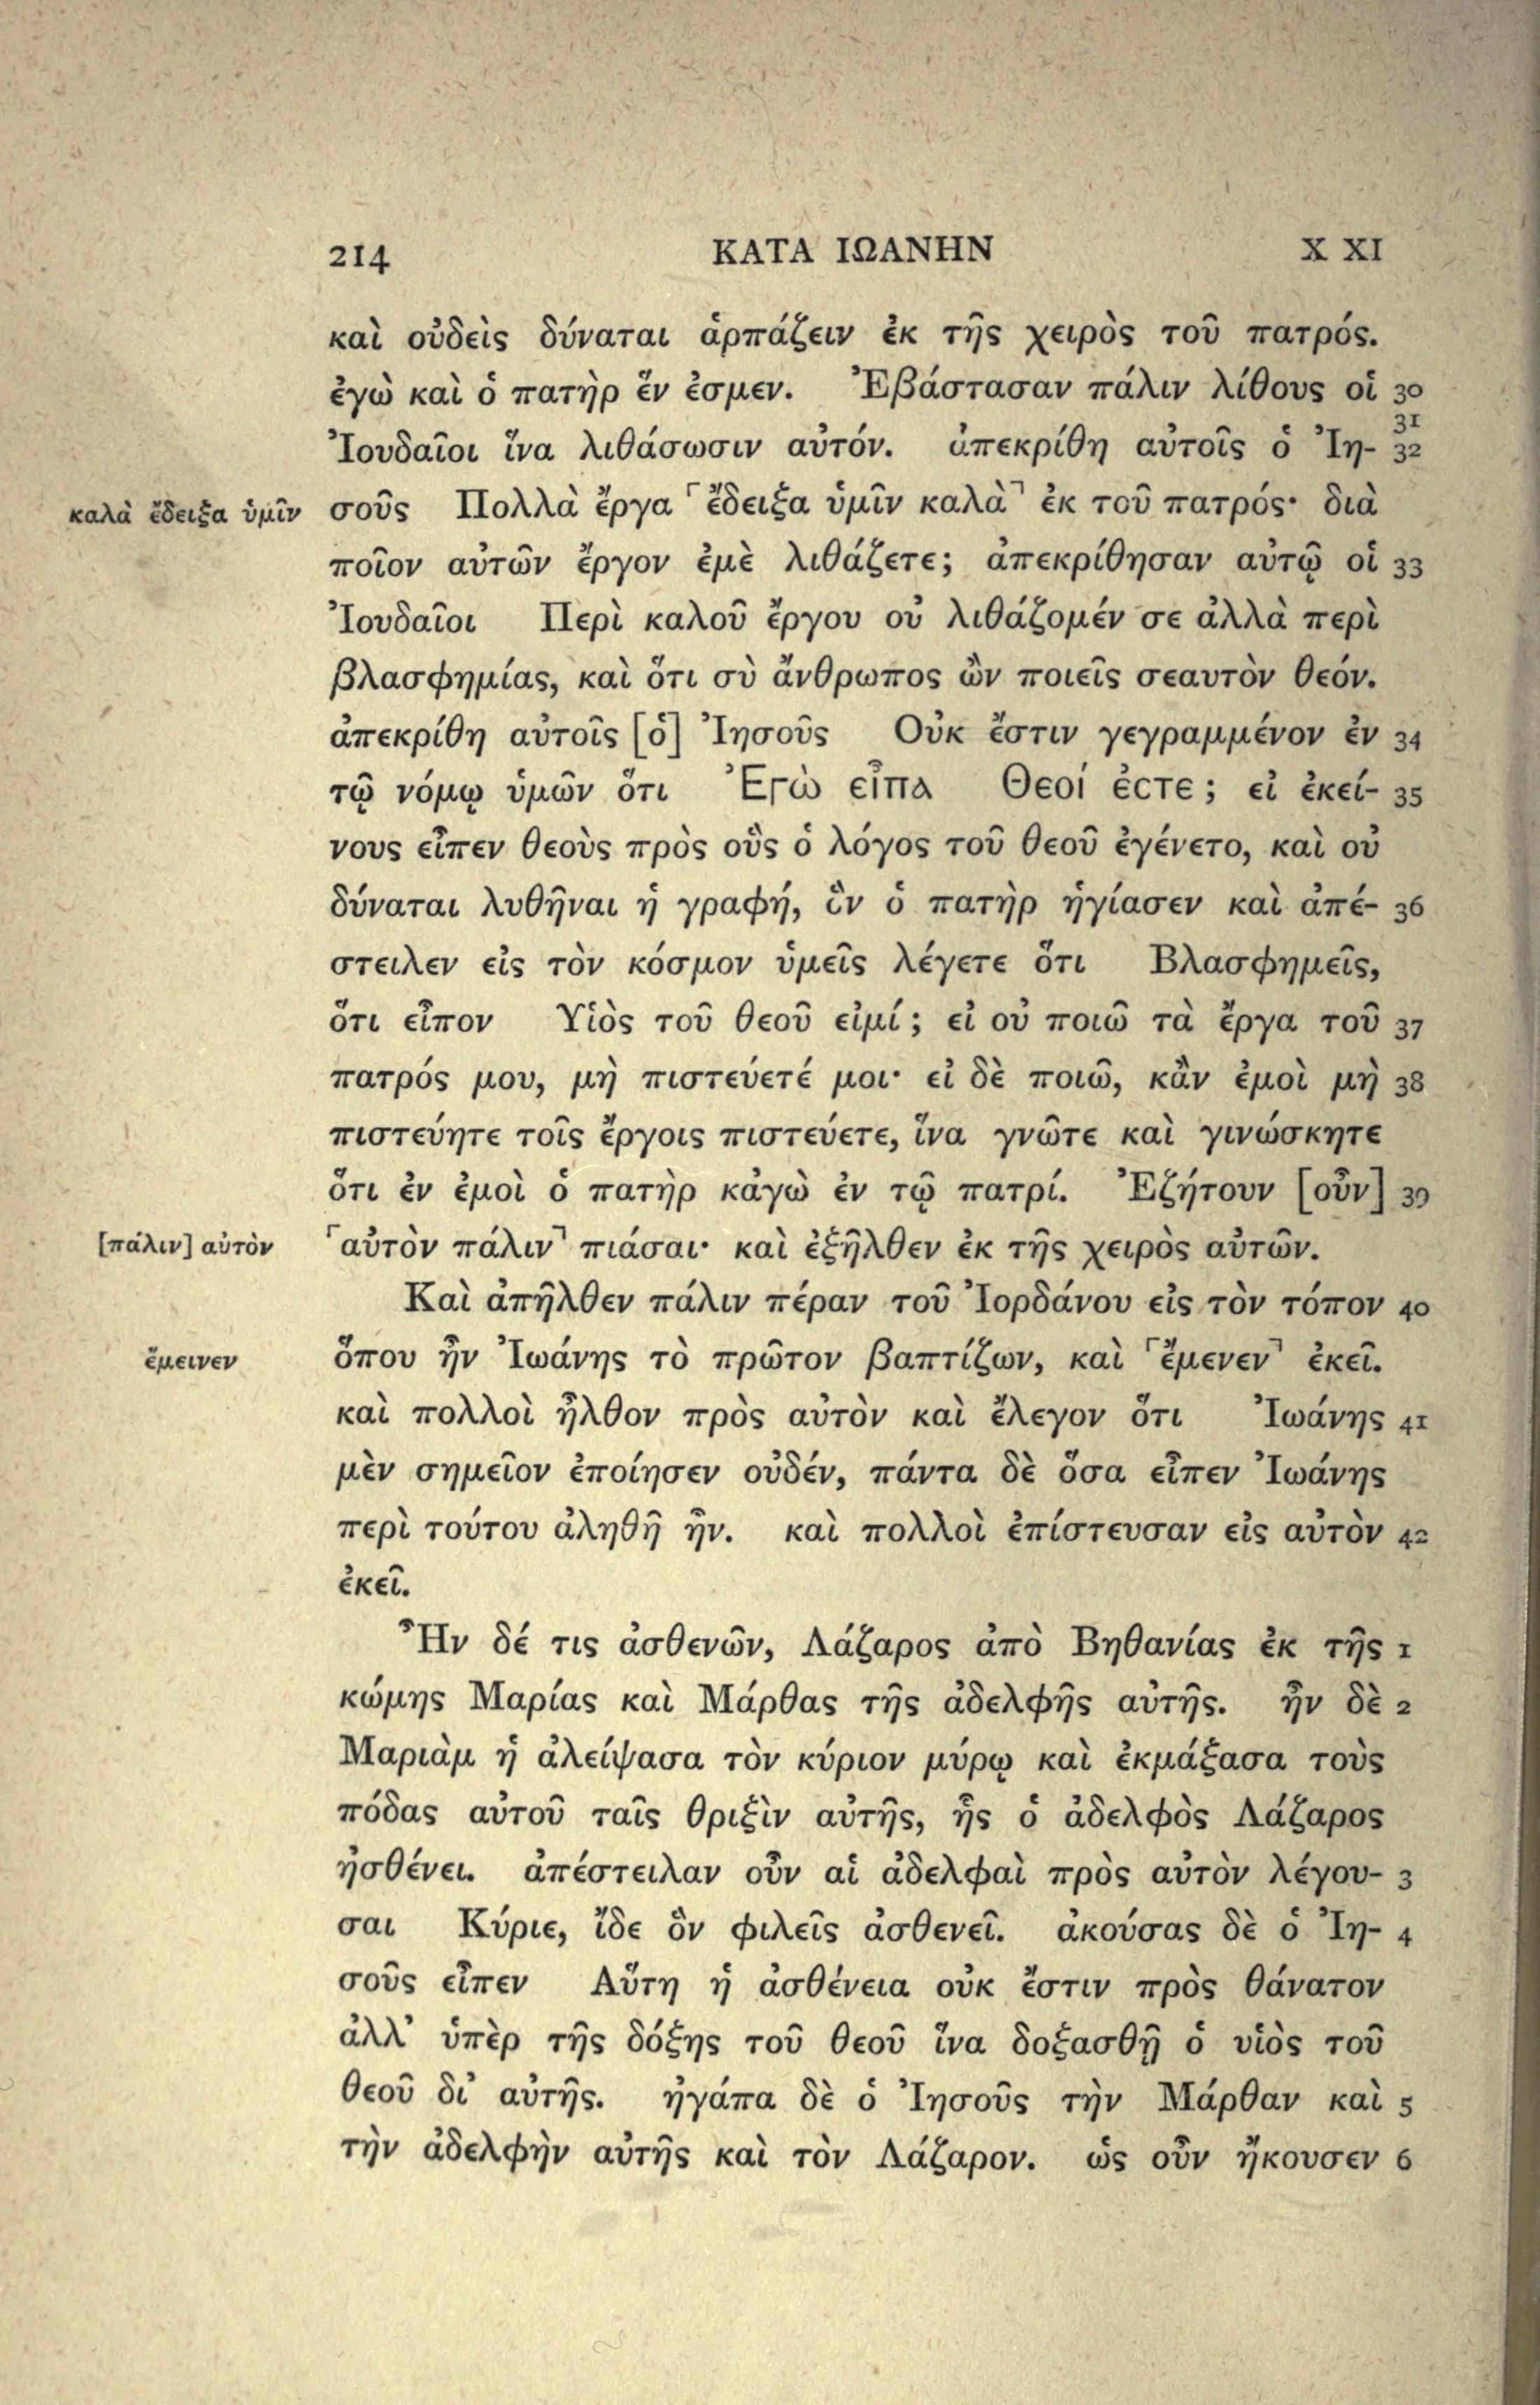 214 ΚΑΤΑ ΙΩΑΝΗΝ X XI
καὶ οὐδεὶς δύναται ἁρπάζειν ἐκ τῆς χειρὸς τοῦ πατρός.
ἐγὼ καὶ ὁ πατὴρ ἕν ἐσμεν. Ἐβάστασαν πάλιν λίθους οἱ 30
31
Ἰουδαῖοι ἵνα λιθάσωσιν αὐτόν. ἀπεκρίθη αὐτοῖς ὁ Ἰη- 32
καλὰ ἔδειξα ὑμῖν σοῦς Πολλὰ ἔργα ⌜ἔδειξα ὑμῖν καλὰ⌝ ἐκ τοῦ πατρός· διὰ
ποῖον αὐτῶν ἔργον ἐμὲ λιθάζετε; ἀπεκρίθησαν αὐτῷ οἱ 33
Ἰουδαῖοι Περὶ καλοῦ ἔργου οὐ λιθάζομέν σε ἀλλὰ περὶ
βλασφημίας, καὶ ὅτι σὺ ἄνθρωπος ὢν ποιεῖς σεαυτὸν θεόν.
ἀπεκρίθη αὐτοῖς [ὁ] Ἰησοῦς Οὐκ ἔστιν γεγραμμένον ἐν 34
τῷ νόμῳ ὑμῶν ὅτι Ἐγὼ εἶπα Θεοί ἐϲτε; εἰ ἐκεί- 35
νους εἶπεν θεοὺς πρὸς οὓς ὁ λόγος τοῦ θεοῦ ἐγένετο, καὶ οὐ
δύναται λυθῆναι ἡ γραφή, ὃν ὁ πατὴρ ἡγίασεν καὶ ἀπέ- 36
στειλεν εἰς τὸν κόσμον ὑμεῖς λέγετε ὅτι Βλασφημεῖς,
ὅτι εἶπον Υἱὸς τοῦ θεοῦ εἰμί; εἰ οὐ ποιῶ τὰ ἔργα τοῦ 37
πατρός μου, μὴ πιστεύετέ μοι· εἰ δὲ ποιῶ, κἂν ἐμοὶ μὴ 38
πιστεύητε τοῖς ἔργοις πιστεύετε, ἵνα γνῶτε καὶ γινώσκητε
ὅτι ἐν ἐμοὶ ὁ πατὴρ κἀγὼ ἐν τῷ πατρί. Ἐζήτουν [οὖν] 39
[πάλιν] αὐτὸν ⌜αὐτὸν πάλιν⌝ πιάσαι· καὶ ἐξῆλθεν ἐκ τῆς χειρὸς αὐτῶν.
Καὶ ἀπῆλθεν πάλιν πέραν τοῦ Ἰορδάνου εἰς τὸν τόπον 40
ἔμεινεν ὅπου ἦν Ἰωάνης τὸ πρῶτον βαπτίζων, καὶ ⌜ἔμενεν⌝ ἐκεῖ.
καὶ πολλοὶ ἦλθον πρὸς αὐτὸν καὶ ἔλεγον ὅτι Ἰωάνης 41
μὲν σημεῖον ἐποίησεν οὐδέν, πάντα δὲ ὅσα εἶπεν Ἰωάνης
περὶ τούτου ἀληθῆ ἦν. καὶ πολλοὶ ἐπίστευσαν εἰς αὐτὸν 42
ἐκεῖ.
Ἦν δέ τις ἀσθενῶν, Λάζαρος ἀπὸ Βηθανίας ἐκ τῆς 1
κώμης Μαρίας καὶ Μάρθας τῆς ἀδελφῆς αὐτῆς. ἦν δὲ 2
Μαριὰμ ἡ ἀλείψασα τὸν κύριον μύρῳ καὶ ἐκμάξασα τοὺς
πόδας αὐτοῦ ταῖς θριξὶν αὐτῆς, ἧς ὁ ἀδελφὸς Λάζαρος
ἠσθένει. ἀπέστειλαν οὖν αἱ ἀδελφαὶ πρὸς αὐτὸν λέγου- 3
σαι Κύριε, ἴδε ὃν φιλεῖς ἀσθενεῖ. ἀκούσας δὲ ὁ Ἰη- 4
σοῦς εἶπεν Αὕτη ἡ ἀσθένεια οὐκ ἔστιν πρὸς θάνατον
ἀλλ’ ὑπὲρ τῆς δόξης τοῦ θεοῦ ἵνα δοξασθῇ ὁ υἱὸς τοῦ
θεοῦ δι’ αὐτῆς. ἠγάπα δὲ ὁ Ἰησοῦς τὴν Μάρθαν καὶ 5
τὴν ἀδελφὴν αὐτῆς καὶ τὸν Λάζαρον. ὡς οὖν ἤκουσεν 6